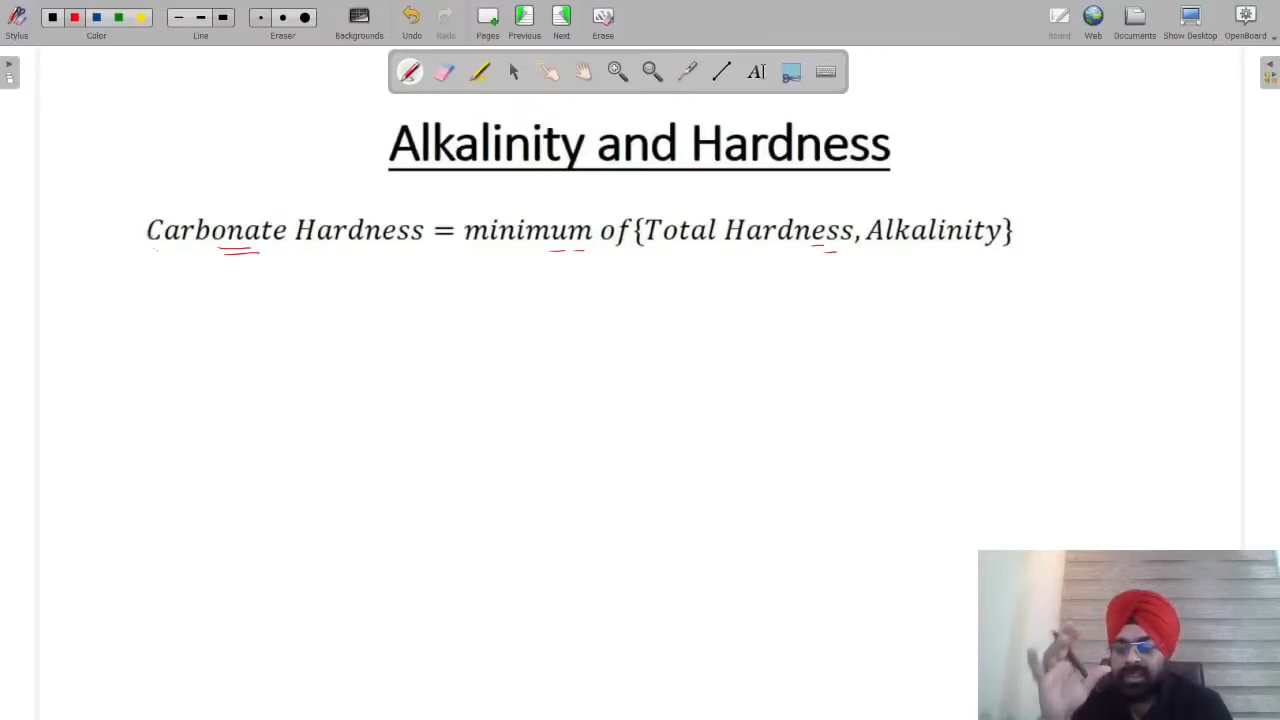 Stylus Color Line Eraser Backgrounds Undo Redo Pages Previous Next Erase Board Web Documents Show Desktop OpenBoard
Alkalinity and Hardness
Carbonate Hardness = minimum of{Total Hardness, Alkalinity}